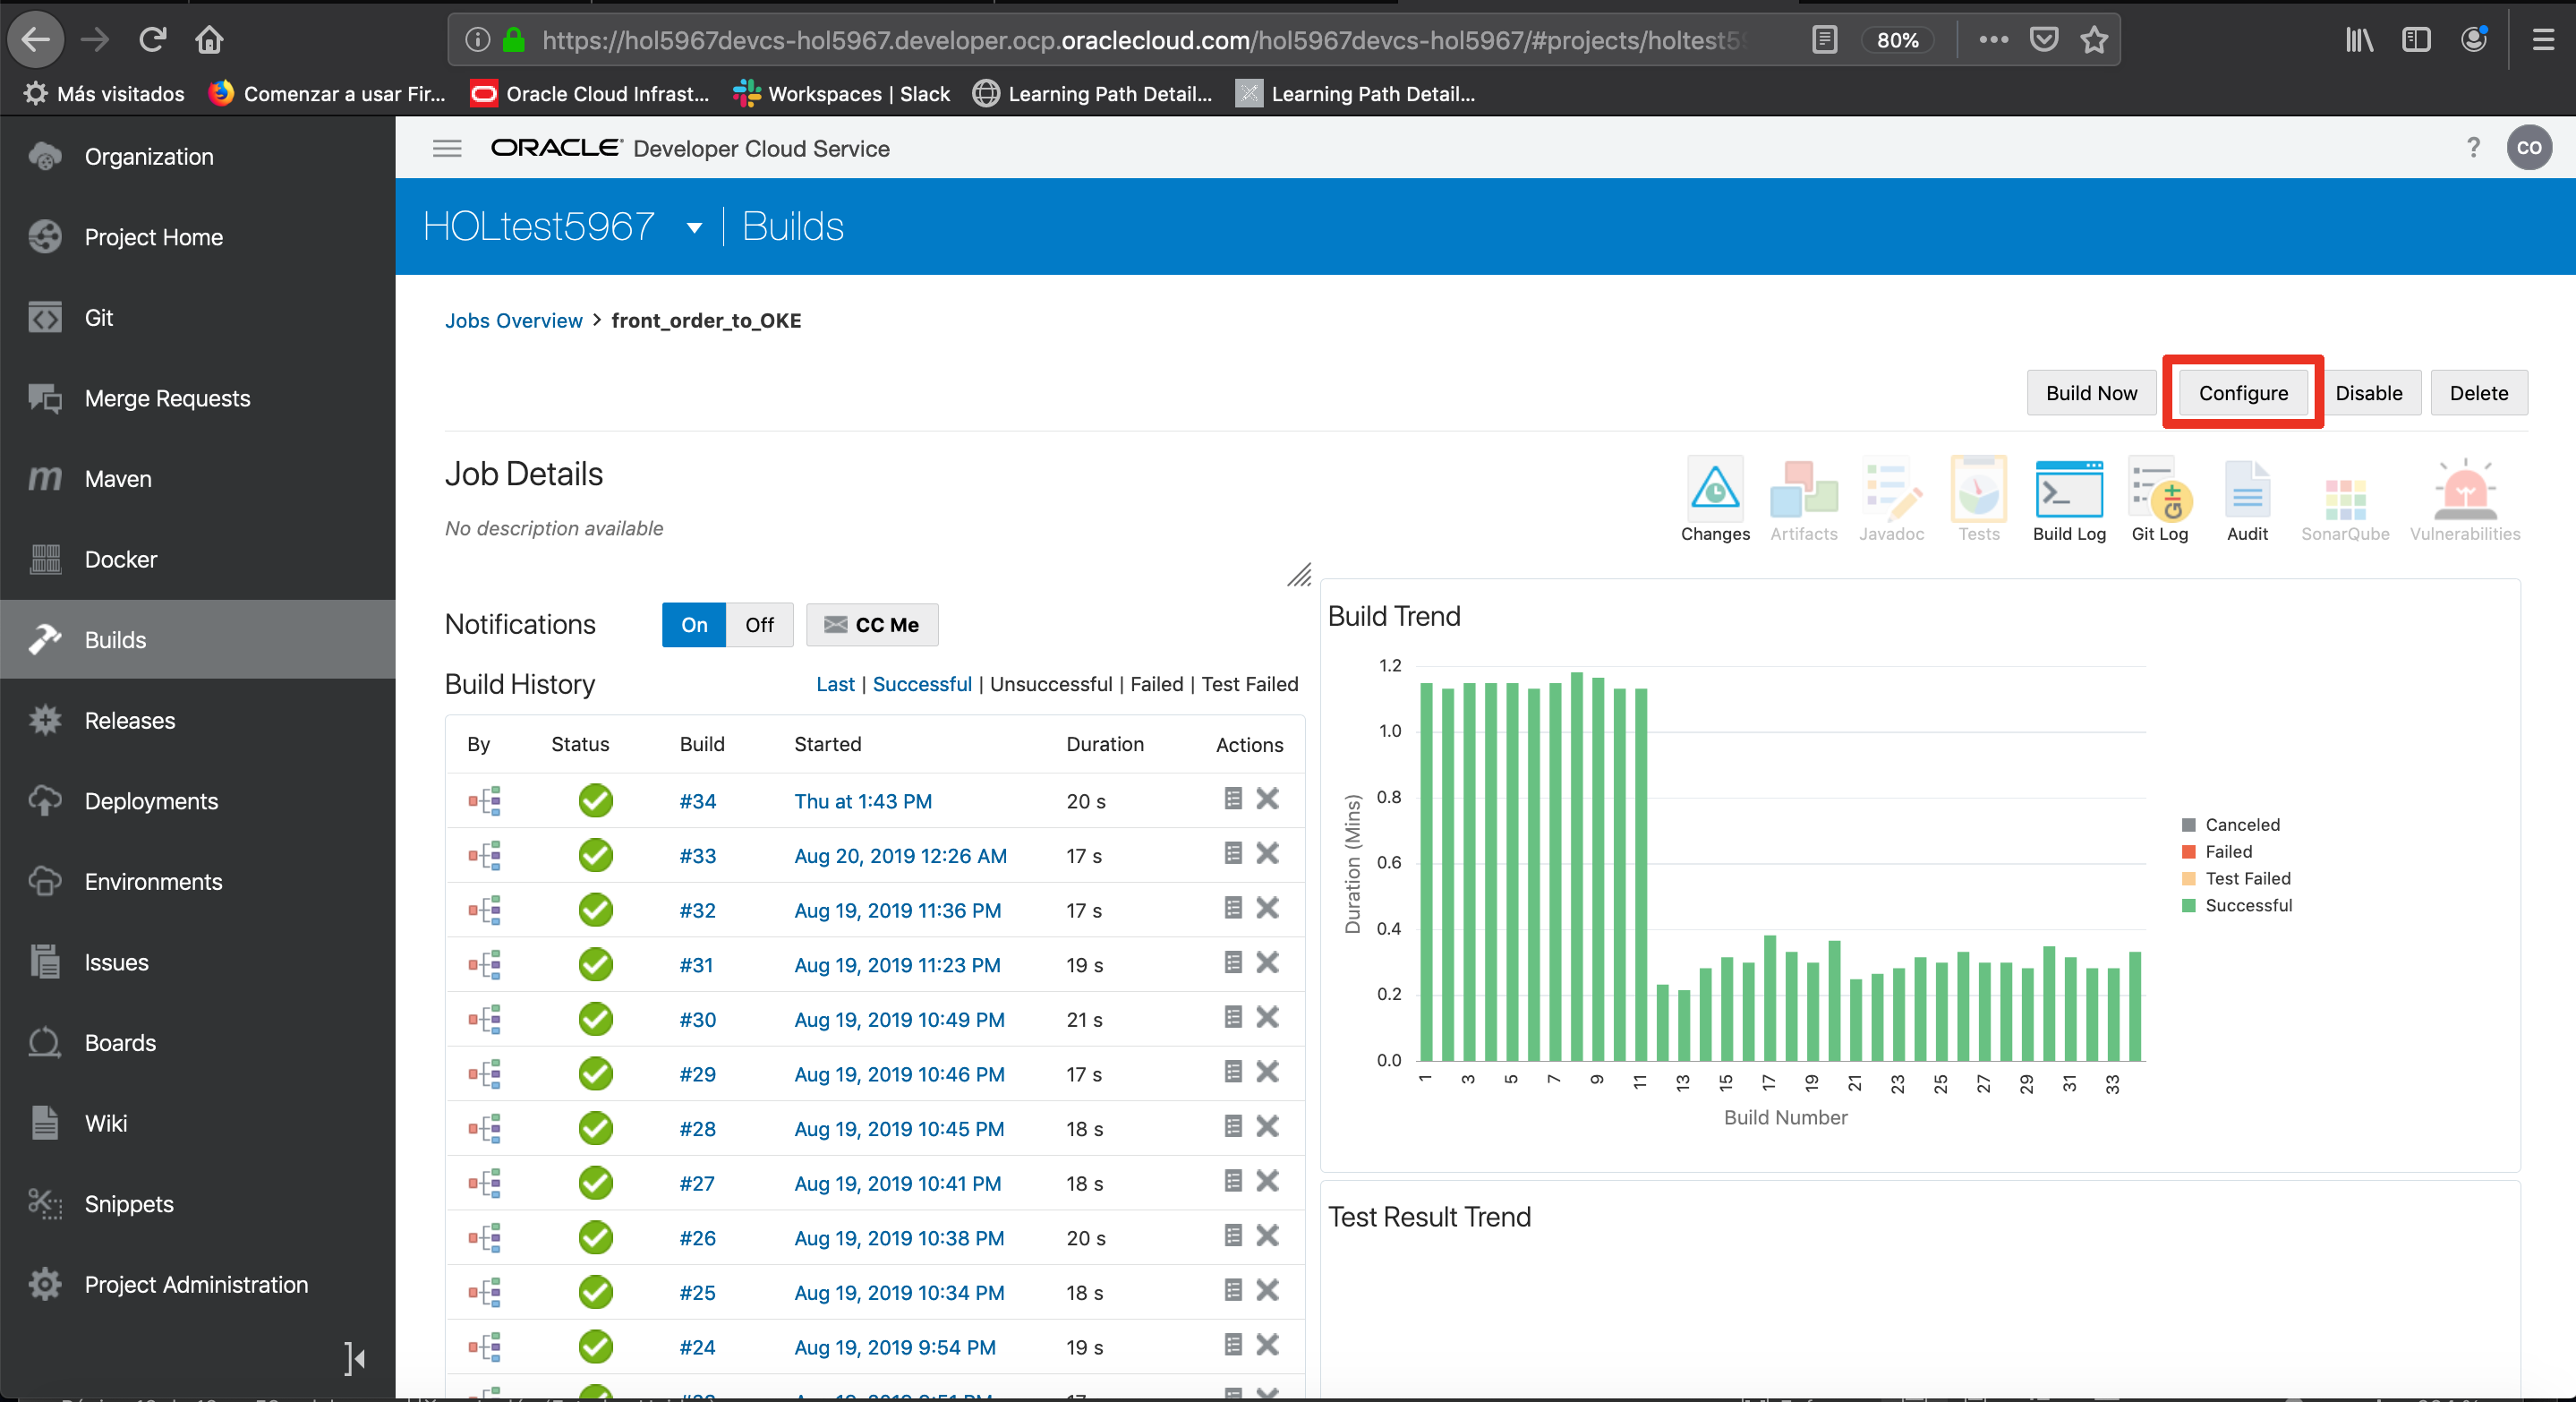 https://hol5967devcs-hol5967.developer.ocp.oraclecloud.com/hol5967devcs-hol5967/#projects/holtest5
80%
Más visitados
Comenzar a usar Fir...
Oracle Cloud Infrast...
Workspaces | Slack
Learning Path Detail...
Learning Path Detail...
Organization
Project Home
Git
Merge Requests
Maven
Docker
Builds
Releases
Deployments
Environments
Issues
Boards
Wiki
Snippets
Project Administration
ORACLE Developer Cloud Service
?
CO
HOLtest5967 | Builds
Jobs Overview > front_order_to_OKE
Build Now
Configure
Disable
Delete
Job Details
No description available
Changes
Artifacts
Javadoc
Tests
Build Log
Git Log
Audit
SonarQube
Vulnerabilities
Notifications
On
Off
CC Me
Build History
Last | Successful | Unsuccessful | Failed | Test Failed
By Status Build Started Duration Actions
#34 Thu at 1:43 PM 20 s
#33 Aug 20, 2019 12:26 AM 17 s
#32 Aug 19, 2019 11:36 PM 17 s
#31 Aug 19, 2019 11:23 PM 19 s
#30 Aug 19, 2019 10:49 PM 21 s
#29 Aug 19, 2019 10:46 PM 17 s
#28 Aug 19, 2019 10:45 PM 18 s
#27 Aug 19, 2019 10:41 PM 18 s
#26 Aug 19, 2019 10:38 PM 20 s
#25 Aug 19, 2019 10:34 PM 18 s
#24 Aug 19, 2019 9:54 PM 19 s
Build Trend
1.2
1.0
0.8
0.6
0.4
0.2
0.0
Duration (Mins)
1 3 5 7 9 11 13 15 17 19 21 23 25 27 29 31 33
Build Number
Canceled
Failed
Test Failed
Successful
Test Result Trend